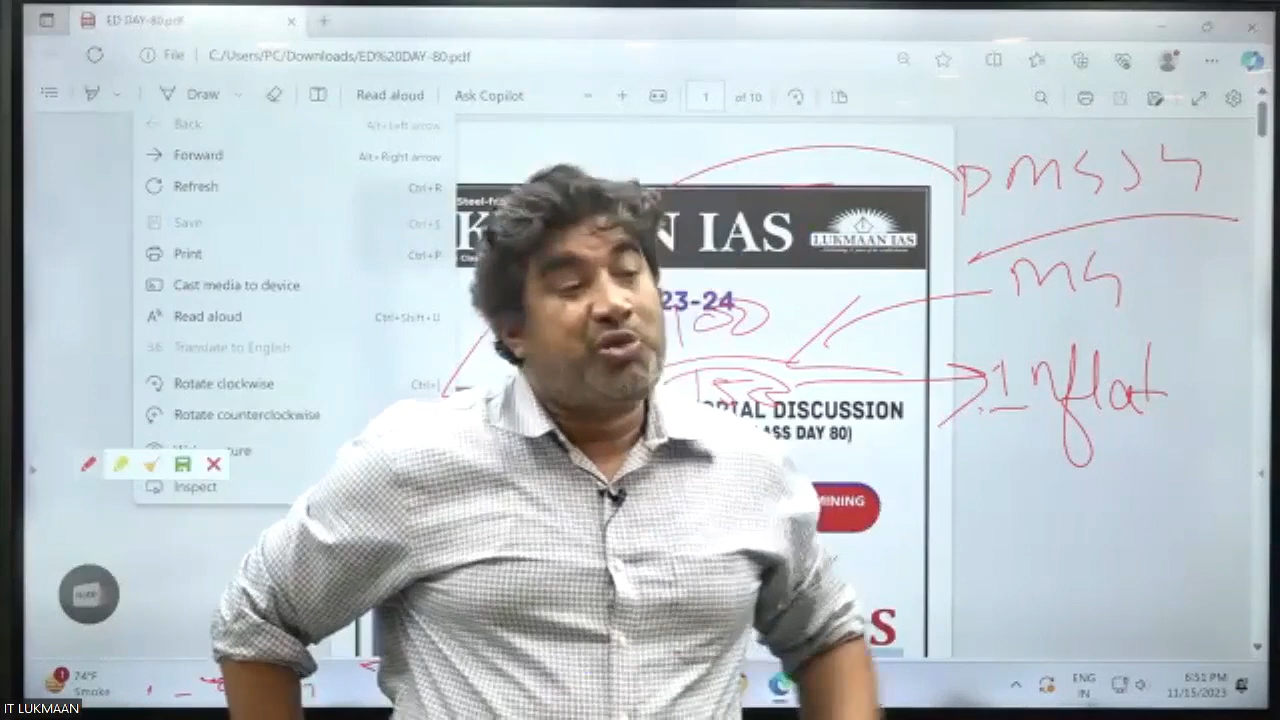 ED DAY-80.pdf
File C:/Users/PC/Downloads/ED%20DAY-80.pdf
Draw Read aloud Ask Copilot 1 of 10
Back Alt+Left arrow
Forward Alt+Right arrow
Refresh Ctrl+R
Save Ctrl+S
Print Ctrl+P
Cast media to device
Read aloud Ctrl+Shift+U
Translate to English
Rotate clockwise Ctrl+]
Rotate counterclockwise
Inspect
N IAS
LUKMAAN IAS
23-24
RIAL DISCUSSION
ASS DAY 80)
MINING
S
MS
Inflat
74°F
Smoke
ENG
IN
6:51 PM
11/15/2023
IT LUKMAAN